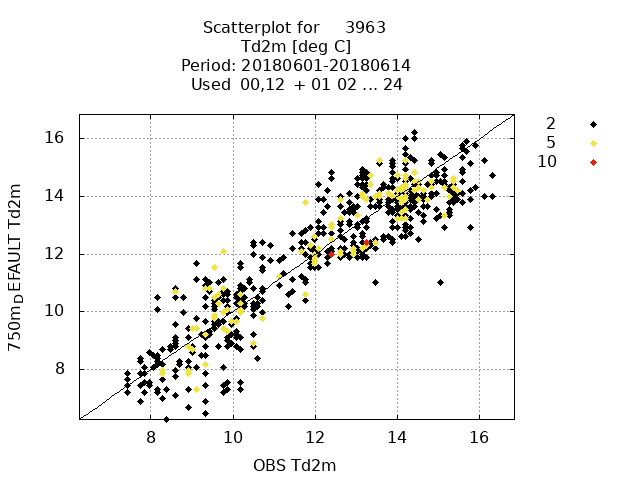 Scatterplot for 3963
Td2m [deg C]
Period: 20180601-20180614
Used 00,12 + 01 02 ... 24
2
5
10
16
14
12
10
8
750m_DEFAULT Td2m
8 10 12 14 16
OBS Td2m